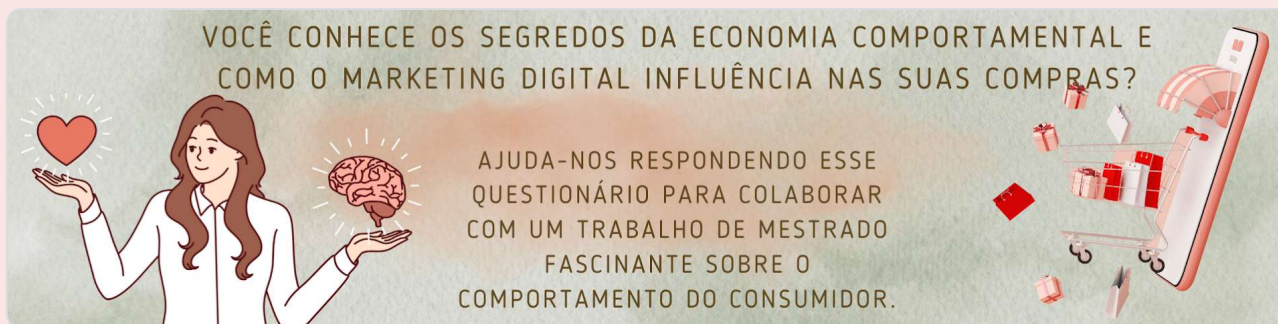 VOCÊ CONHECE OS SEGREDOS DA ECONOMIA COMPORTAMENTAL E
COMO O MARKETING DIGITAL INFLUÊNCIA NAS SUAS COMPRAS?
AJUDA-NOS RESPONDENDO ESSE
QUESTIONÁRIO PARA COLABORAR
COM UM TRABALHO DE MESTRADO
FASCINANTE SOBRE O
COMPORTAMENTO DO CONSUMIDOR.